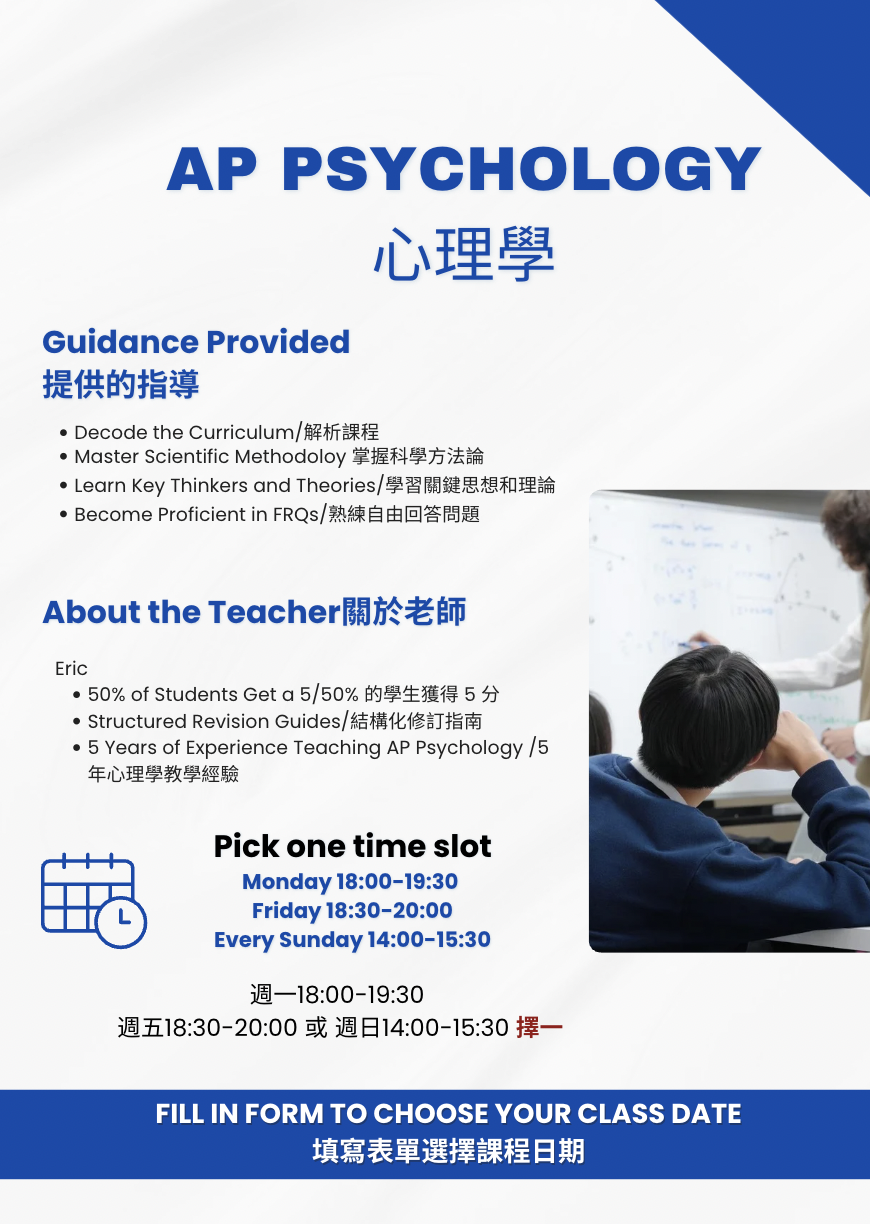 AP PSYCHOLOGY
心理學
Guidance Provided
提供的指導
• Decode the Curriculum/解析課程
• Master Scientific Methodoloy 掌握科學方法論
• Learn Key Thinkers and Theories/學習關鍵思想和理論
• Become Proficient in FRQs/熟練自由回答問題
About the Teacher關於老師
Eric
• 50% of Students Get a 5/50% 的學生獲得 5 分
• Structured Revision Guides/結構化修訂指南
• 5 Years of Experience Teaching AP Psychology /5
年心理學教學經驗
Pick one time slot
Monday 18:00-19:30
Friday 18:30-20:00
Every Sunday 14:00-15:30
週一18:00-19:30
週五18:30-20:00 或 週日14:00-15:30 擇一
FILL IN FORM TO CHOOSE YOUR CLASS DATE
填寫表單選擇課程日期